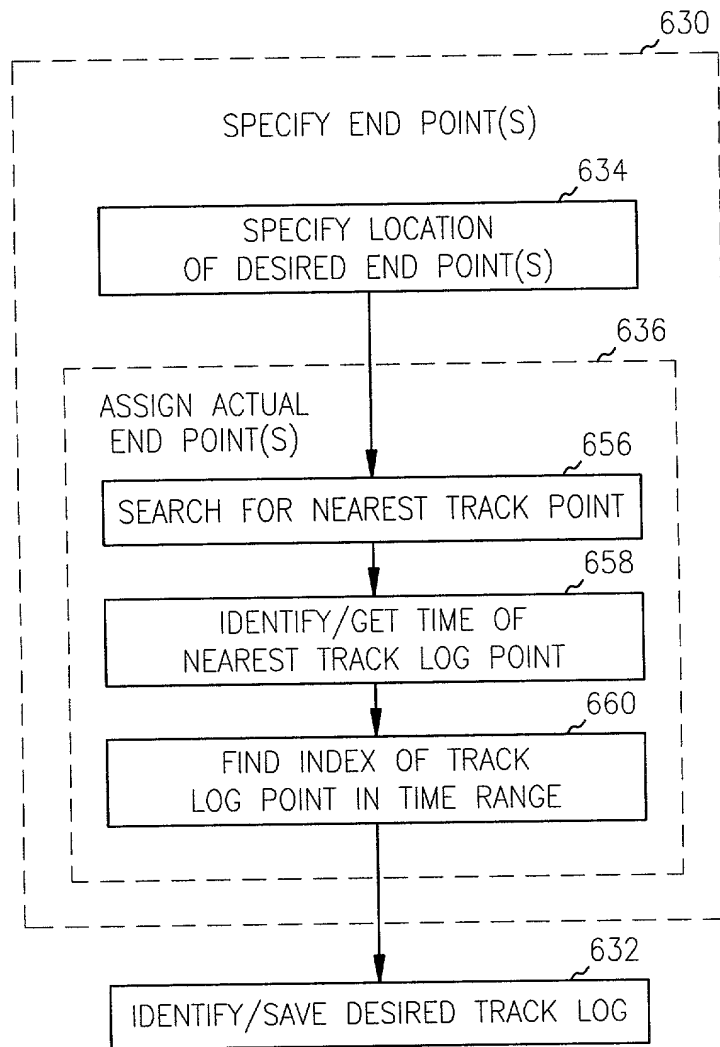 630
SPECIFY END POINT(S)
634
SPECIFY LOCATION
OF DESIRED END POINT(S)
636
ASSIGN ACTUAL
END POINT(S)
656
SEARCH FOR NEAREST TRACK POINT
658
IDENTIFY/GET TIME OF
NEAREST TRACK LOG POINT
660
FIND INDEX OF TRACK
LOG POINT IN TIME RANGE
632
IDENTIFY/SAVE DESIRED TRACK LOG